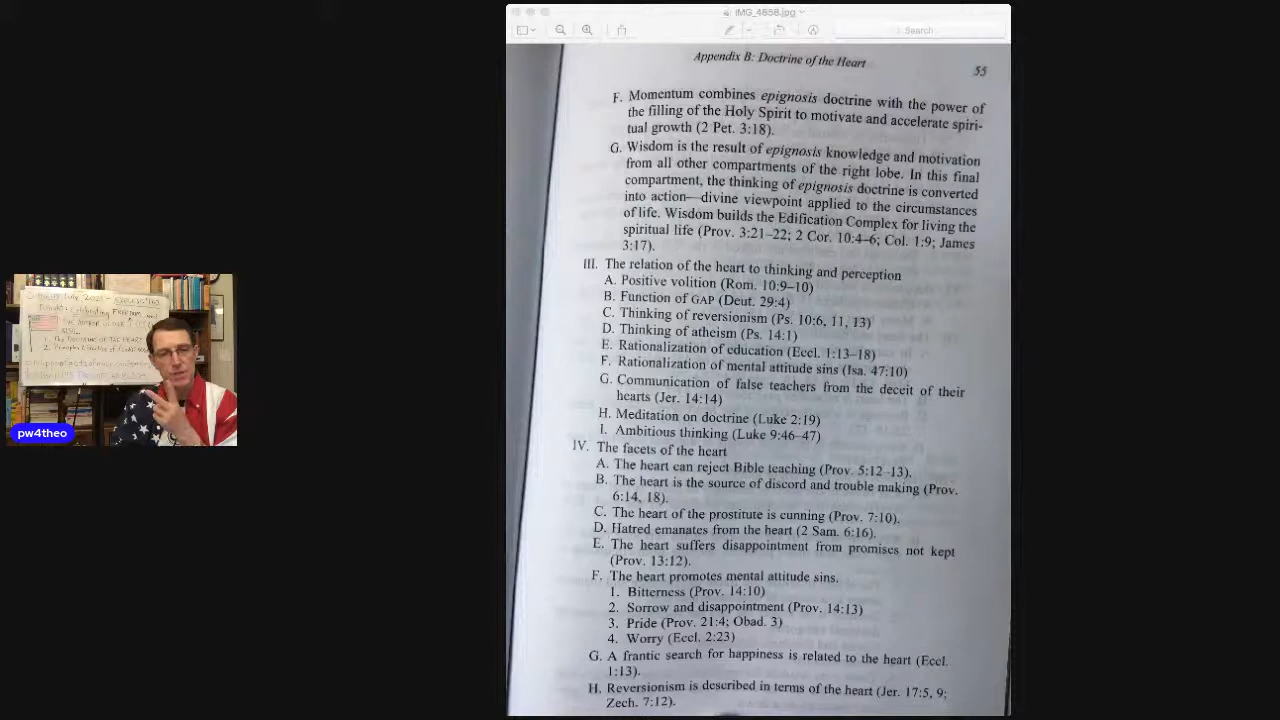 IMG_4858.jpg
Search
Appendix B: Doctrine of the Heart
55
F. Momentum combines epignosis doctrine with the power of
the filling of the Holy Spirit to motivate and accelerate spiri-
tual growth (2 Pet. 3:18).
G. Wisdom is the result of epignosis knowledge and motivation
from all other compartments of the right lobe. In this final
compartment, the thinking of epignosis doctrine is converted
into action—divine viewpoint applied to the circumstances
of life. Wisdom builds the Edification Complex for living the
spiritual life (Prov. 3:21–22; 2 Cor. 10:4–6; Col. 1:9; James
3:17).
III. The relation of the heart to thinking and perception
A. Positive volition (Rom. 10:9–10)
B. Function of GAP (Deut. 29:4)
C. Thinking of reversionism (Ps. 10:6, 11, 13)
D. Thinking of atheism (Ps. 14:1)
E. Rationalization of education (Eccl. 1:13–18)
F. Rationalization of mental attitude sins (Isa. 47:10)
G. Communication of false teachers from the deceit of their
hearts (Jer. 14:14)
H. Meditation on doctrine (Luke 2:19)
I. Ambitious thinking (Luke 9:46–47)
IV. The facets of the heart
A. The heart can reject Bible teaching (Prov. 5:12–13).
B. The heart is the source of discord and trouble making (Prov.
6:14, 18).
C. The heart of the prostitute is cunning (Prov. 7:10).
D. Hatred emanates from the heart (2 Sam. 6:16).
E. The heart suffers disappointment from promises not kept
(Prov. 13:12).
F. The heart promotes mental attitude sins.
1. Bitterness (Prov. 14:10)
2. Sorrow and disappointment (Prov. 14:13)
3. Pride (Prov. 21:4; Obad. 3)
4. Worry (Eccl. 2:23)
G. A frantic search for happiness is related to the heart (Eccl.
1:13).
H. Reversionism is described in terms of the heart (Jer. 17:5, 9;
Zech. 7:12).
pw4theo